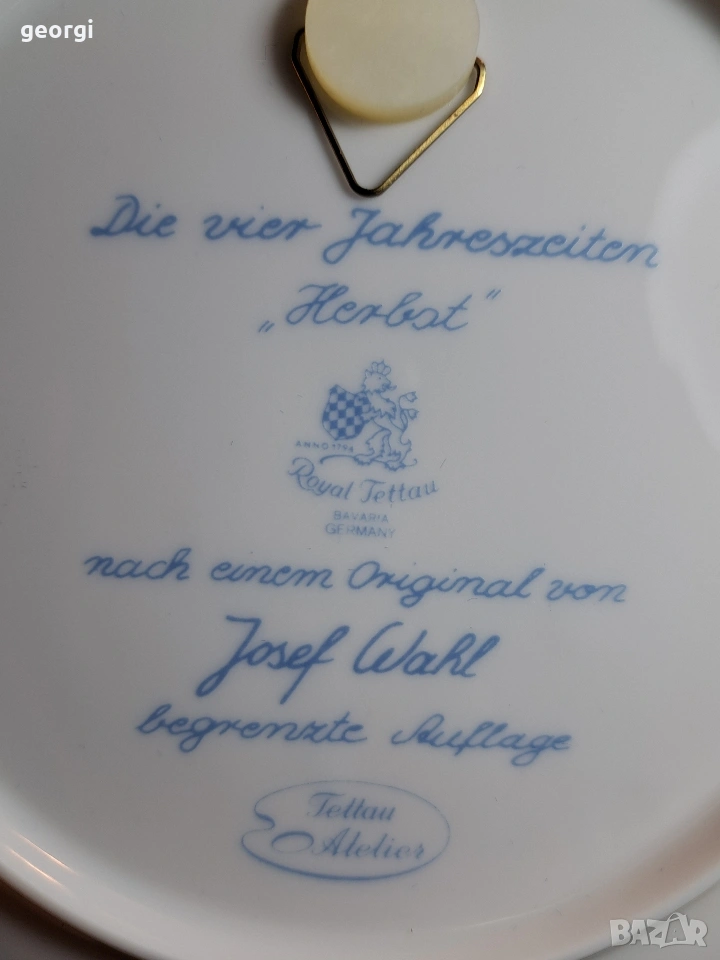 georgi
Die vier Jahreszeiten
„Herbst“
ANNO 1794
Royal Tettau
BAVARIA
GERMANY
nach einem Original von
Josef Wahl
begrenzte Auflage
Tettau
Atelier
BAZAR